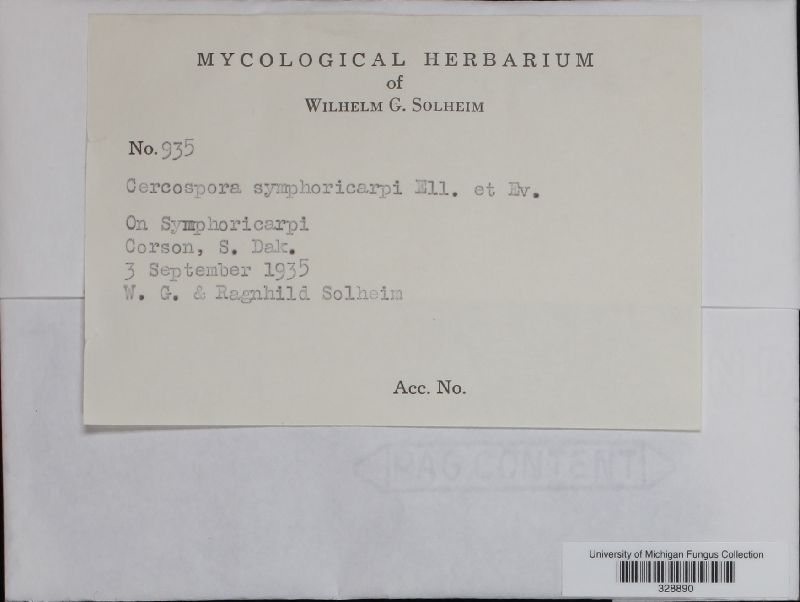 MYCOLOGICAL HERBARIUM
of
WILHELM G. SOLHEIM
No. 935
Cercospora symphoricarpi Ell. et Ev.
On Symphoricarpi
Corson, S. Dak.
3 September 1935
W. G. & Ragnhild Solheim
Acc. No.
RAG CONTENT
University of Michigan Fungus Collection
328890